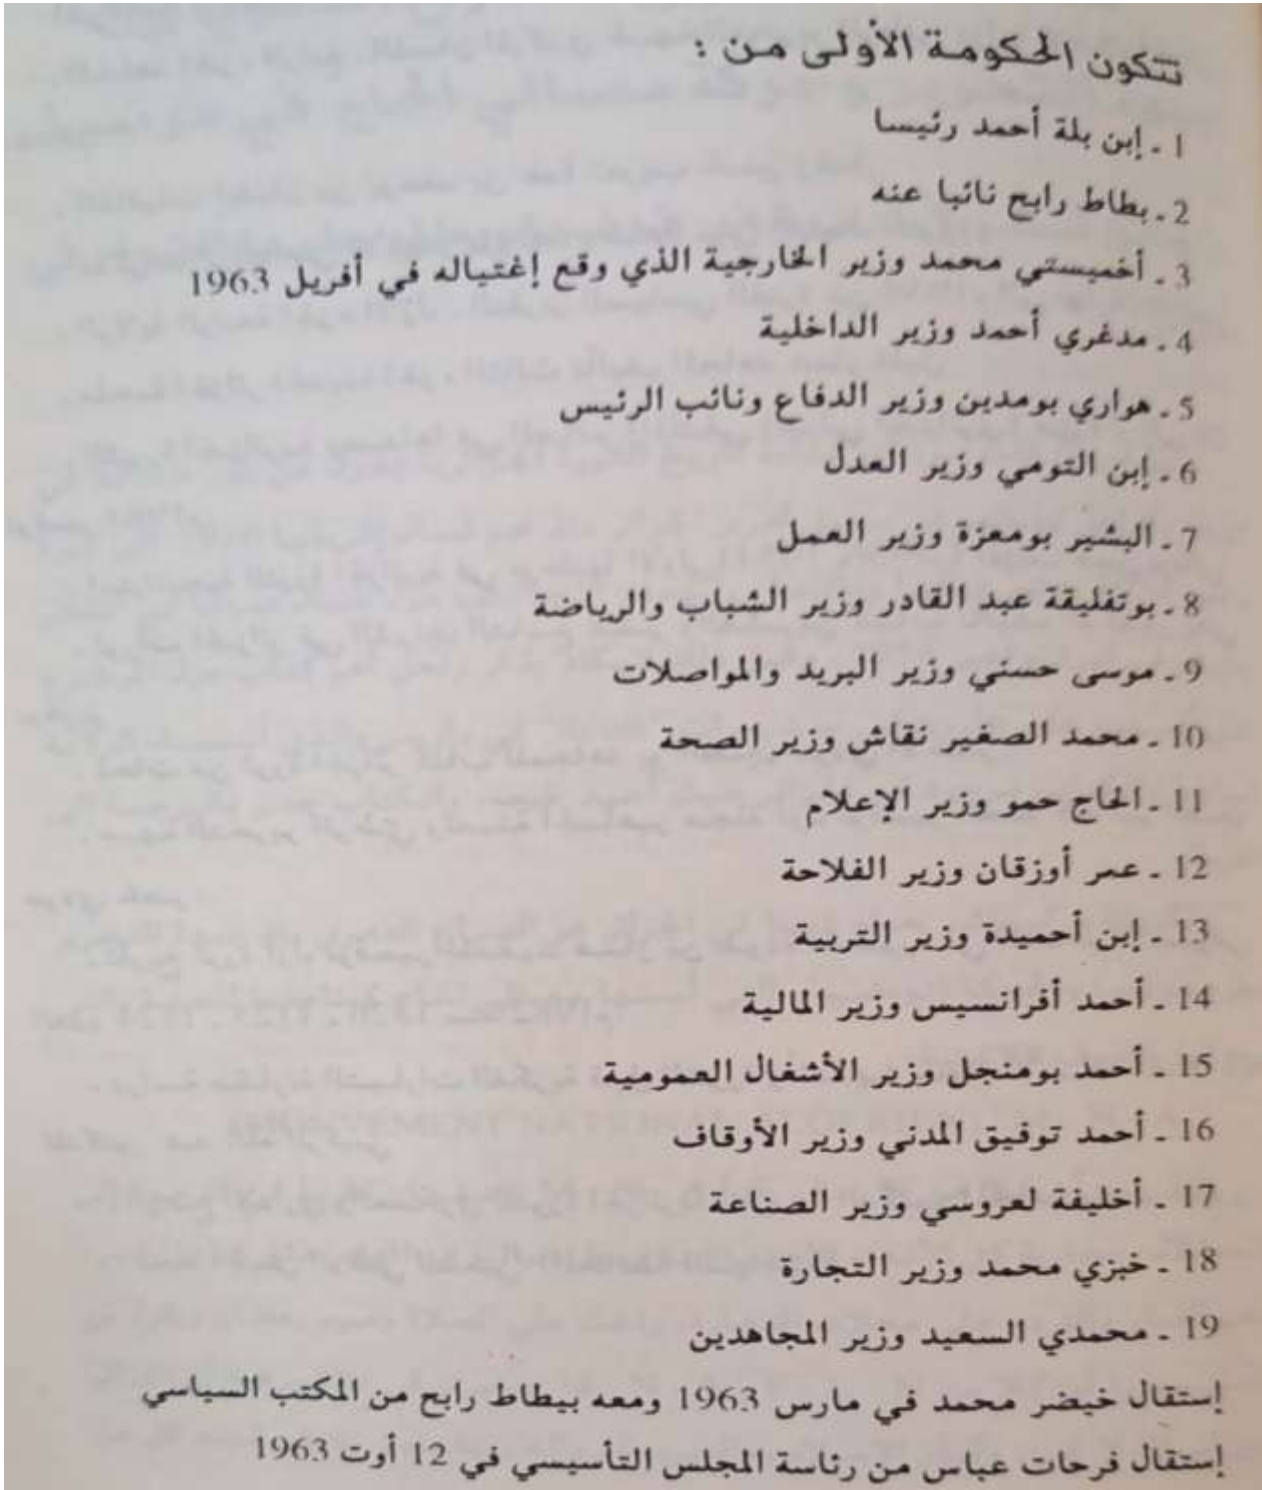 تتكون الحكومة الأولى من :
1 ـ إبن بلة أحمد رئيسا
2 ـ بطاط رابح نائبا عنه
3 ـ أخميستي محمد وزير الخارجية الذي وقع إغتياله في أفريل 1963
4 ـ مدغري أحمد وزير الداخلية
5 ـ هواري بومدين وزير الدفاع ونائب الرئيس
6 ـ إبن التومي وزير العدل
7 ـ البشير بومعزة وزير العمل
8 ـ بوتفليقة عبد القادر وزير الشباب والرياضة
9 ـ موسى حسني وزير البريد والمواصلات
10 ـ محمد الصغير نقاش وزير الصحة
11 ـ الحاج حمو وزير الإعلام
12 ـ عمر أوزقان وزير الفلاحة
13 ـ إبن أحميدة وزير التربية
14 ـ أحمد أفرانسيس وزير المالية
15 ـ أحمد بومنجل وزير الأشغال العمومية
16 ـ أحمد توفيق المدني وزير الأوقاف
17 ـ أخليفة لعروسي وزير الصناعة
18 ـ خبزي محمد وزير التجارة
19 ـ محمدي السعيد وزير المجاهدين
إستقال خيضر محمد في مارس 1963 ومعه بيطاط رابح من المكتب السياسي
إستقال فرحات عباس من رئاسة المجلس التأسيسي في 12 أوت 1963